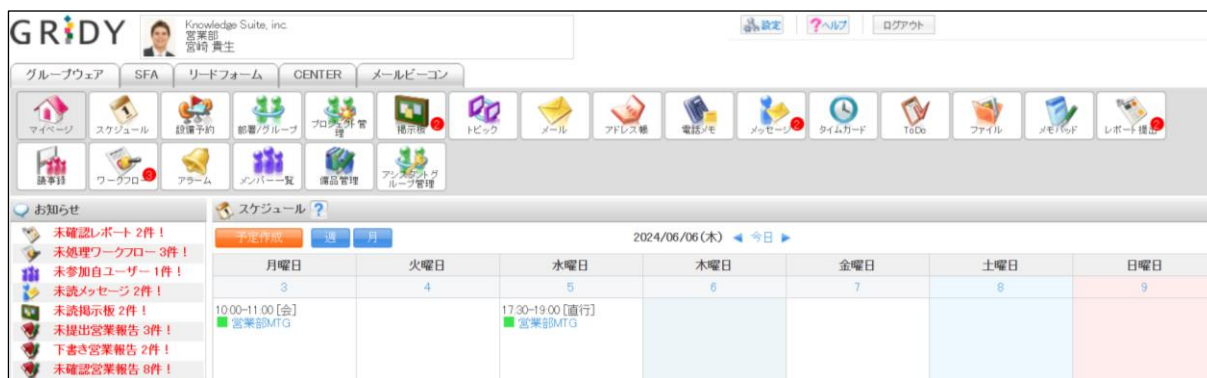 GRiDY
Knowledge Suite, inc.
営業部
宮崎 貴生
設定 ヘルプ ログアウト
グループウェア SFA リードフォーム CENTER メールビーコン
マイページ スケジュール 設備予約 部署/グループ プロジェクト管理 掲示板 2 トピック メール アドレス帳 電話メモ メッセージ 2 タイムカード ToDo ファイル メモパッド レポート提出 2
議事録 ワークフロー 3 アラーム メンバー一覧 備品管理 アシスタントグループ管理
お知らせ
未確認レポート 2件!
未処理ワークフロー 3件!
未参加自ユーザー 1件!
未読メッセージ 2件!
未読掲示板 2件!
未提出営業報告 3件!
下書き営業報告 2件!
未確認営業報告 8件!
スケジュール ?
予定作成 週 月 2024/06/06(木) ◀ 今日 ▶
月曜日 火曜日 水曜日 木曜日 金曜日 土曜日 日曜日
3 4 5 6 7 8 9
10:00-11:00 [会] 17:30-19:00 [直行]
営業部MTG 営業部MTG